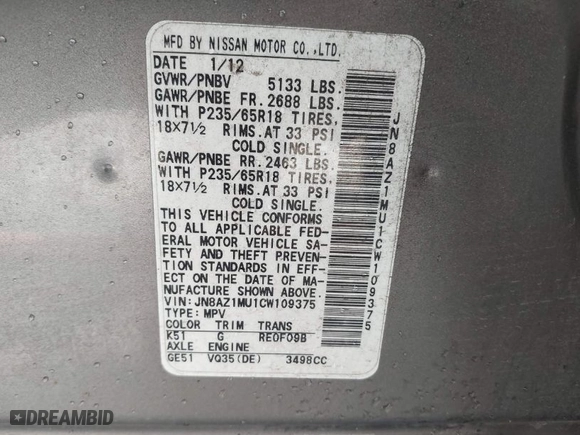 MFD BY NISSAN MOTOR CO.,LTD.
DATE 1/12
GVWR/PNBV 5133 LBS.
GAWR/PNBE FR. 2688 LBS.
WITH P235/65R18 TIRES,
18X7½ RIMS.AT 33 PSI
COLD SINGLE.
GAWR/PNBE RR. 2463 LBS.
WITH P235/65R18 TIRES,
18X7½ RIMS.AT 33 PSI
COLD SINGLE.
THIS VEHICLE CONFORMS
TO ALL APPLICABLE FED-
ERAL MOTOR VEHICLE SA-
FETY AND THEFT PREVEN-
TION STANDARDS IN EFF-
ECT ON THE DATE OF MA-
NUFACTURE SHOWN ABOVE.
VIN: JN8AZ1MU1CW109375
TYPE: MPV
COLOR TRIM TRANS
K51 G RE0F09B
AXLE ENGINE
GE51 VQ35(DE) 3498CC
JN8AZ1MU1CW109375
DREAMBID